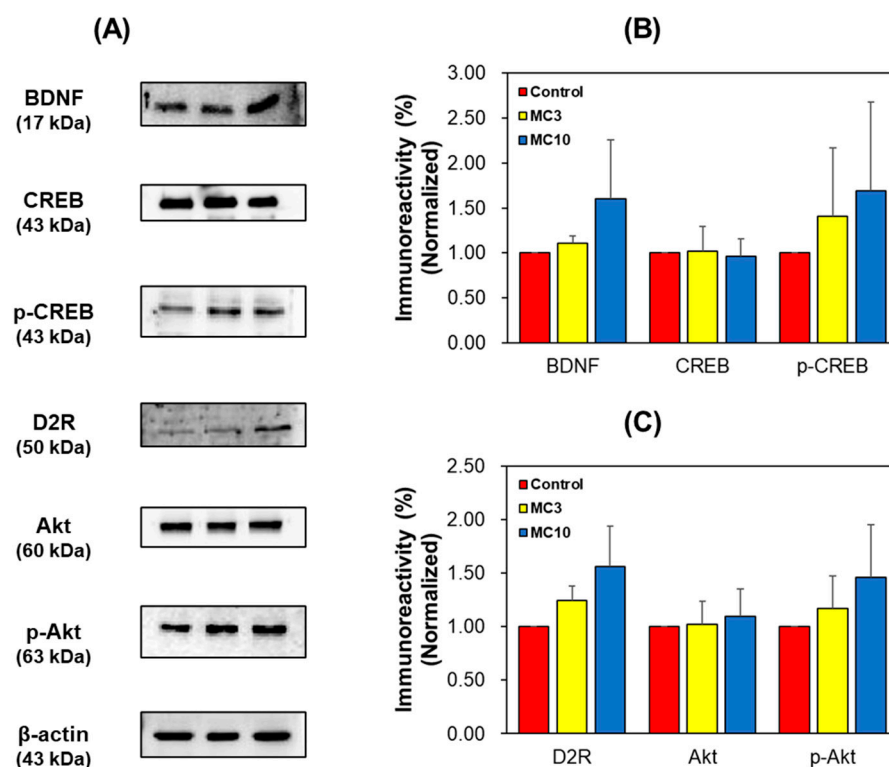 (A)
BDNF
(17 kDa)
CREB
(43 kDa)
p-CREB
(43 kDa)
D2R
(50 kDa)
Akt
(60 kDa)
p-Akt
(63 kDa)
β-actin
(43 kDa)
(B)
Immunoreactivity (%)
(Normalized)
3.00
2.50
2.00
1.50
1.00
0.50
0.00
Control
MC3
MC10
BDNF CREB p-CREB
(C)
Immunoreactivity (%)
(Normalized)
2.50
2.00
1.50
1.00
0.50
0.00
Control
MC3
MC10
D2R Akt p-Akt